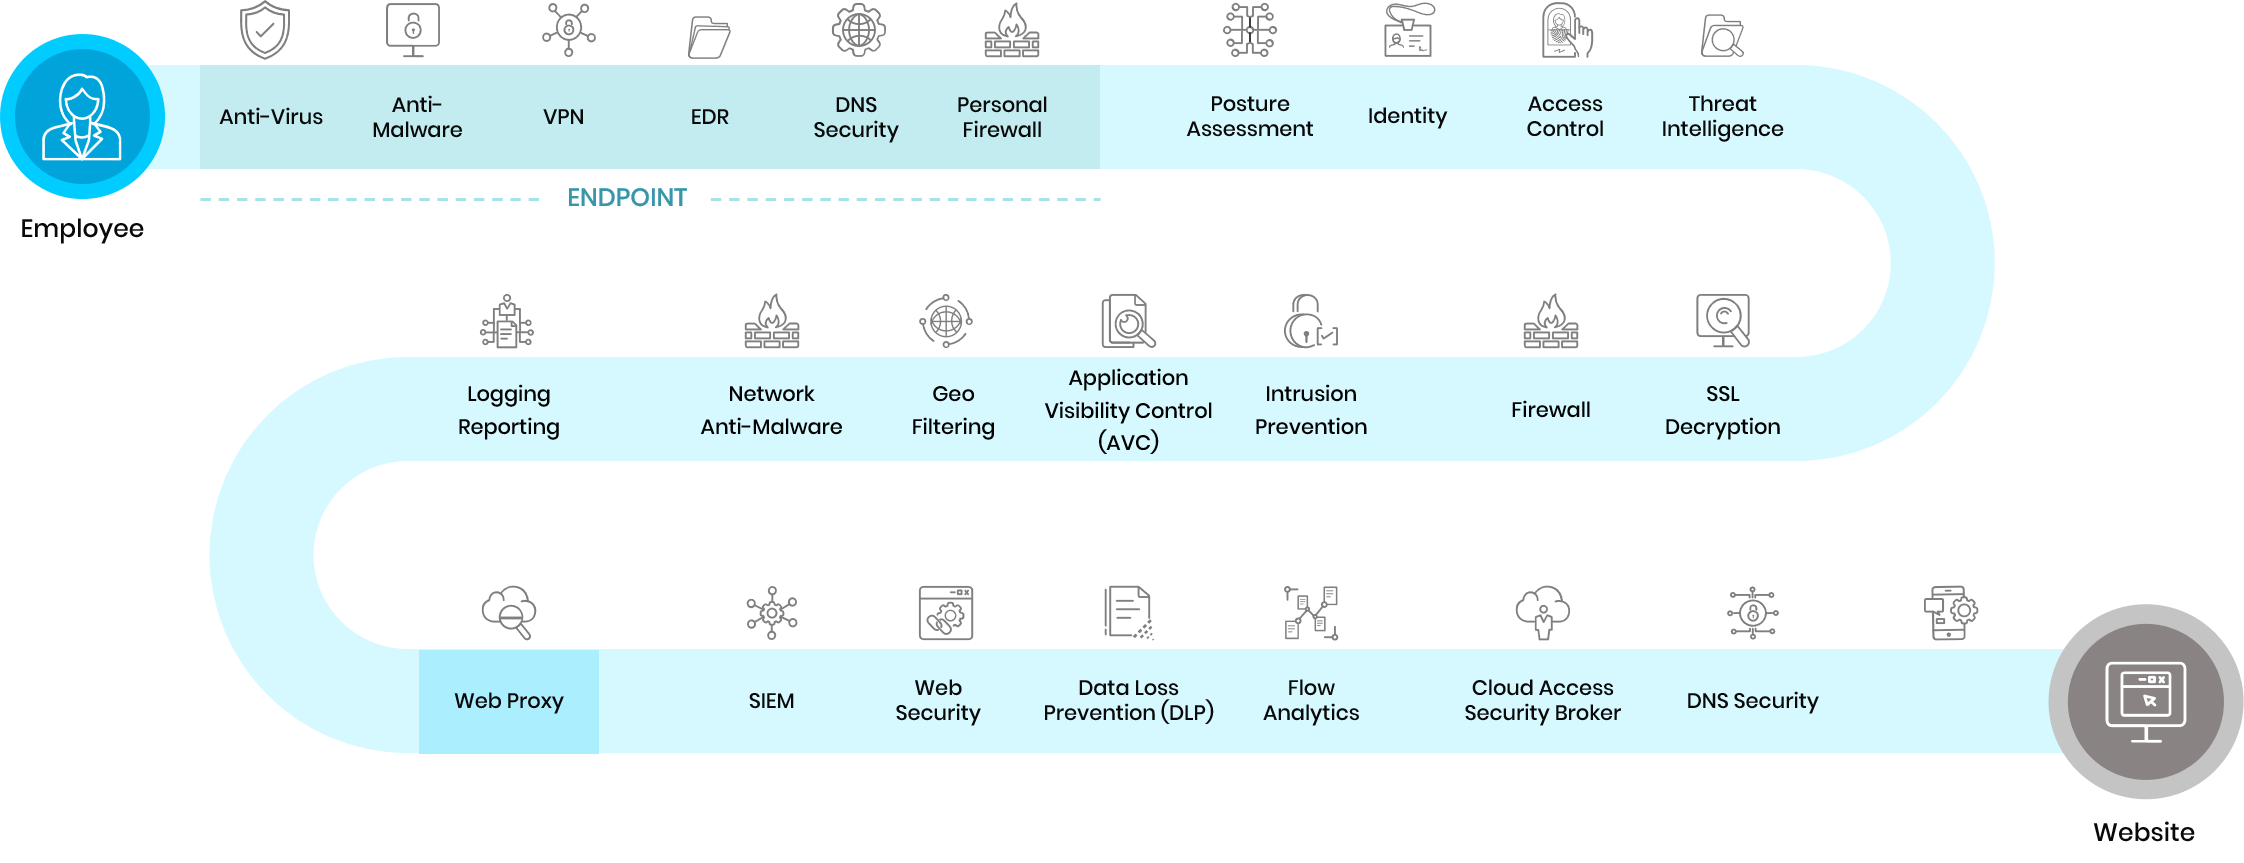 Anti-Virus
Anti-
Malware
VPN
EDR
DNS
Security
Personal
Firewall
Posture
Assessment
Identity
Access
Control
Threat
Intelligence
ENDPOINT
Employee
Logging
Reporting
Network
Anti-Malware
Geo
Filtering
Application
Visibility Control
(AVC)
Intrusion
Prevention
Firewall
SSL
Decryption
Web Proxy
SIEM
Web
Security
Data Loss
Prevention (DLP)
Flow
Analytics
Cloud Access
Security Broker
DNS Security
Website